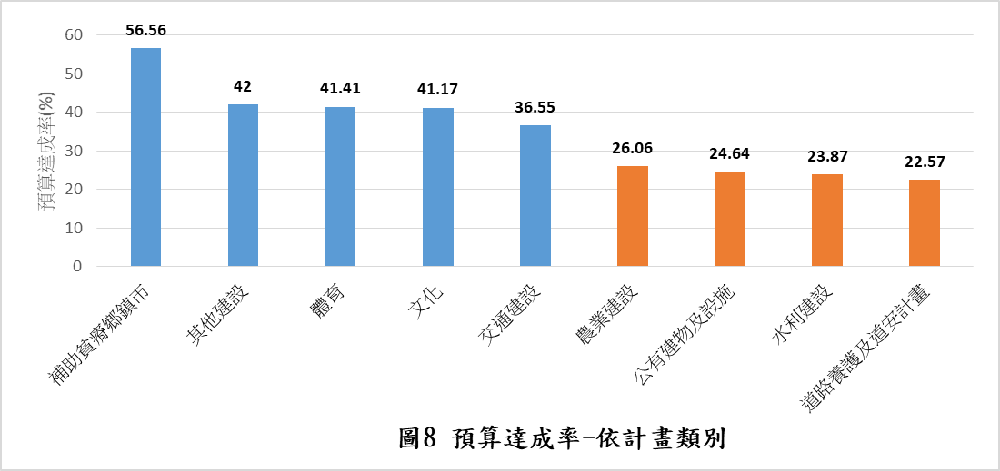 預算達成率(%)
60
50
40
30
20
10
0
56.56
42
41.41
41.17
36.55
26.06
24.64
23.87
22.57
補助貧瘠鄉鎮市
其他建設
體育
文化
交通建設
農業建設
公有建物及設施
水利建設
道路養護及道安計畫
圖8 預算達成率-依計畫類別